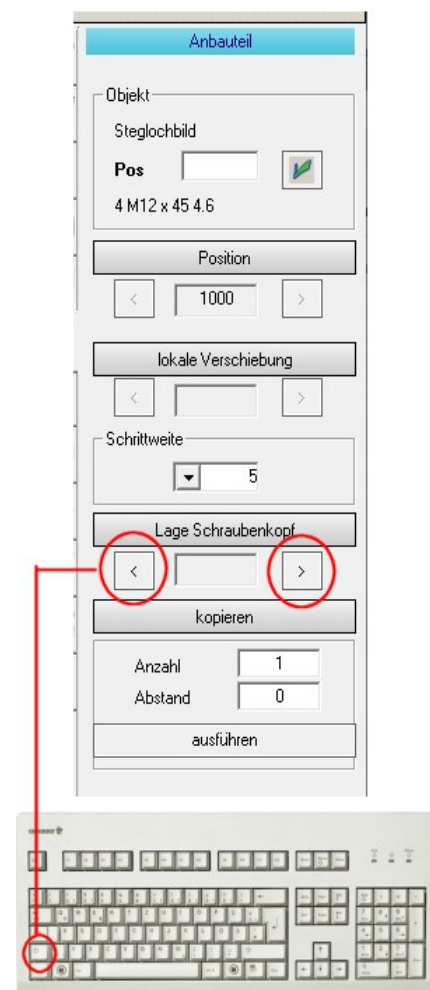 Anbauteil
Objekt
Steglochbild
Pos
4 M12 x 45 4.6
Position
< 1000 >
lokale Verschiebung
< >
Schrittweite
5
Lage Schraubenkopf
< >
kopieren
Anzahl 1
Abstand 0
ausführen